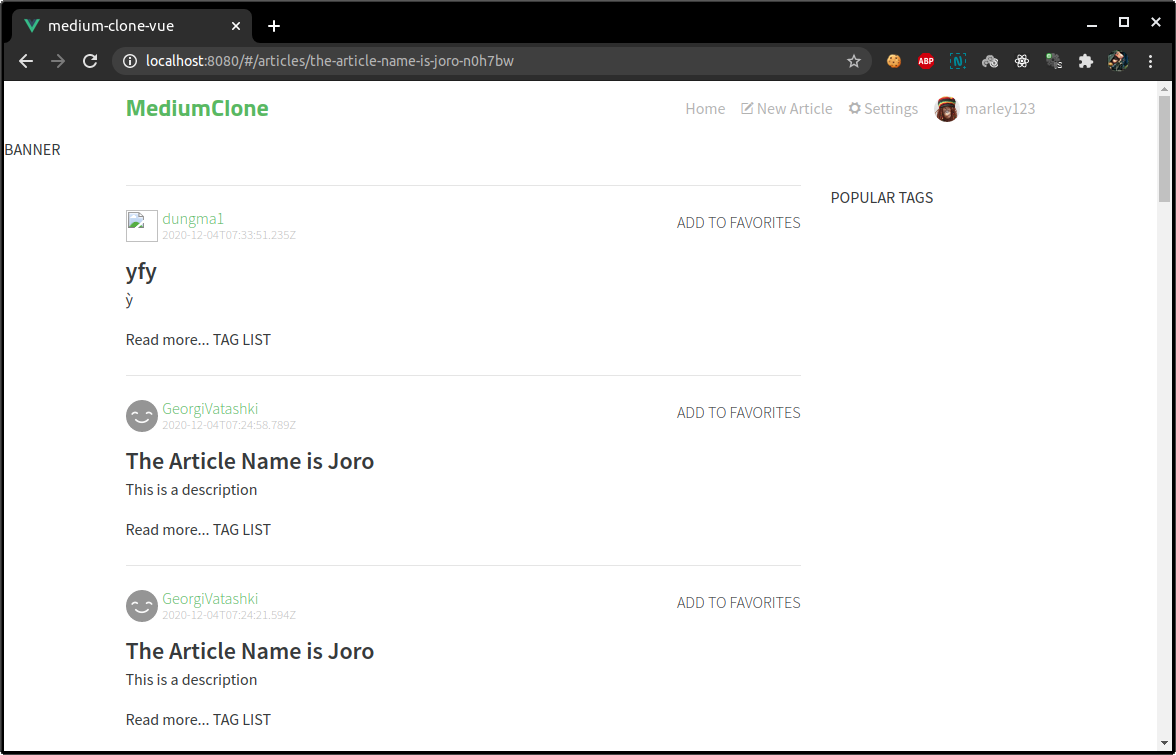 medium-clone-vue
localhost:8080/#/articles/the-article-name-is-joro-n0h7bw
ABP
N
MediumClone
Home New Article Settings marley123
BANNER
POPULAR TAGS
dungma1
2020-12-04T07:33:51.235Z
ADD TO FAVORITES
yfy
ỳ
Read more... TAG LIST
GeorgiVatashki
2020-12-04T07:24:58.789Z
ADD TO FAVORITES
The Article Name is Joro
This is a description
Read more... TAG LIST
GeorgiVatashki
2020-12-04T07:24:21.594Z
ADD TO FAVORITES
The Article Name is Joro
This is a description
Read more... TAG LIST